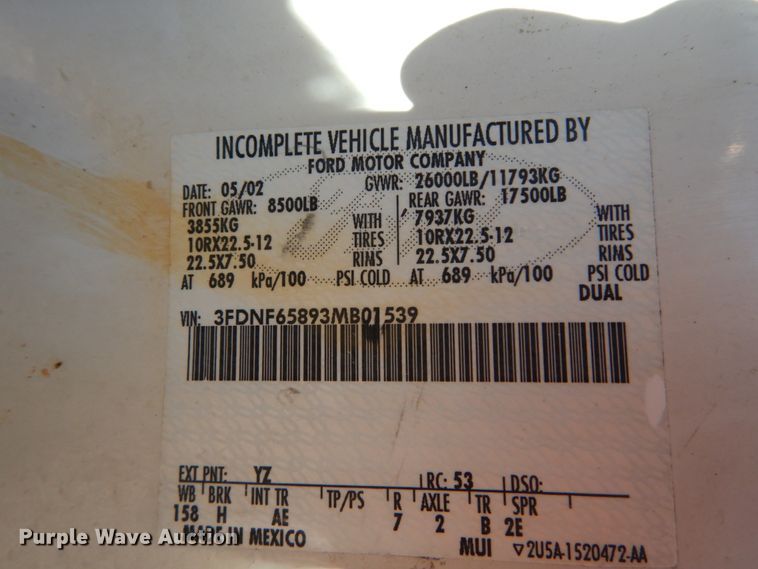 INCOMPLETE VEHICLE MANUFACTURED BY
FORD MOTOR COMPANY
DATE: 05/02 GVWR: 26000LB/11793KG
FRONT GAWR: 8500LB REAR GAWR: 17500LB
3855KG WITH 7937KG WITH
10RX22.5-12 TIRES 10RX22.5-12 TIRES
22.5X7.50 RIMS 22.5X7.50 RIMS
AT 689 kPa/100 PSI COLD AT 689 kPa/100 PSI COLD
DUAL
VIN: 3FDNF65893MB01539
EXT PNT: YZ RC: 53 DSO:
WB BRK INT TR TP/PS R AXLE TR SPR
158 H AE 7 2 B 2E
MADE IN MEXICO MUI ▽2U5A-1520472-AA
Purple Wave Auction